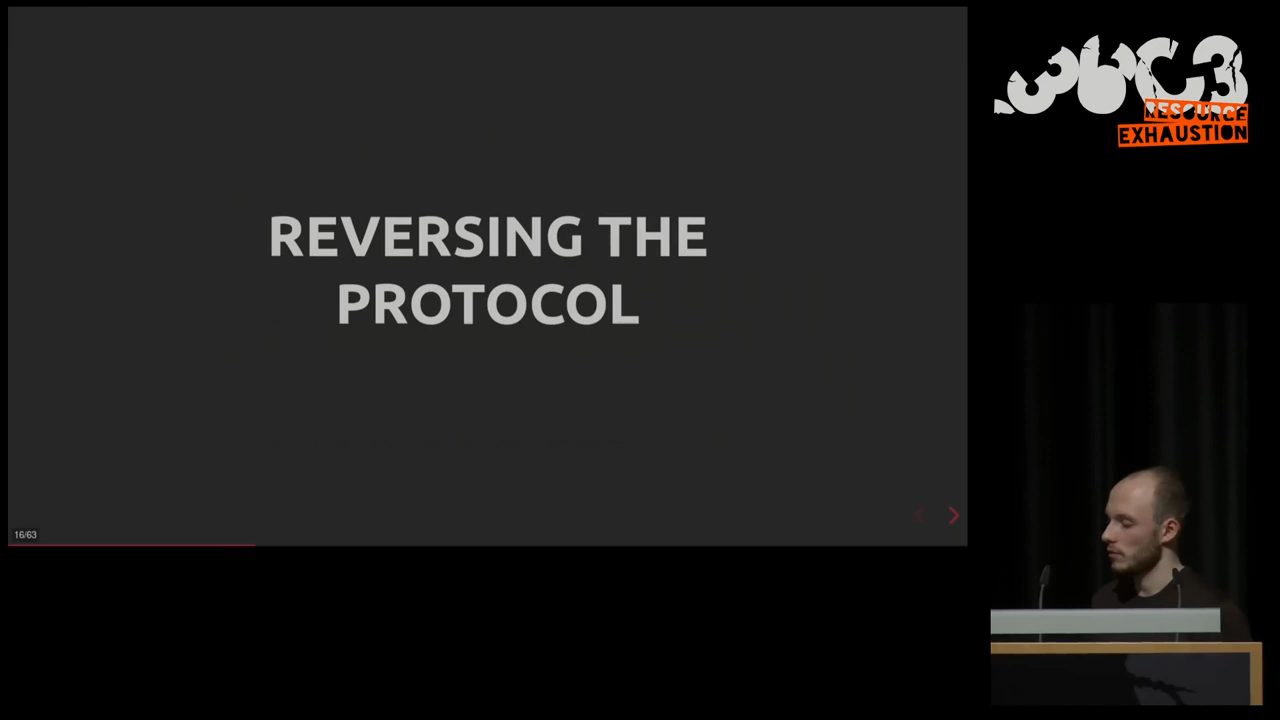 REVERSING THE
PROTOCOL
16/63
36C3
RESOURCE
EXHAUSTION